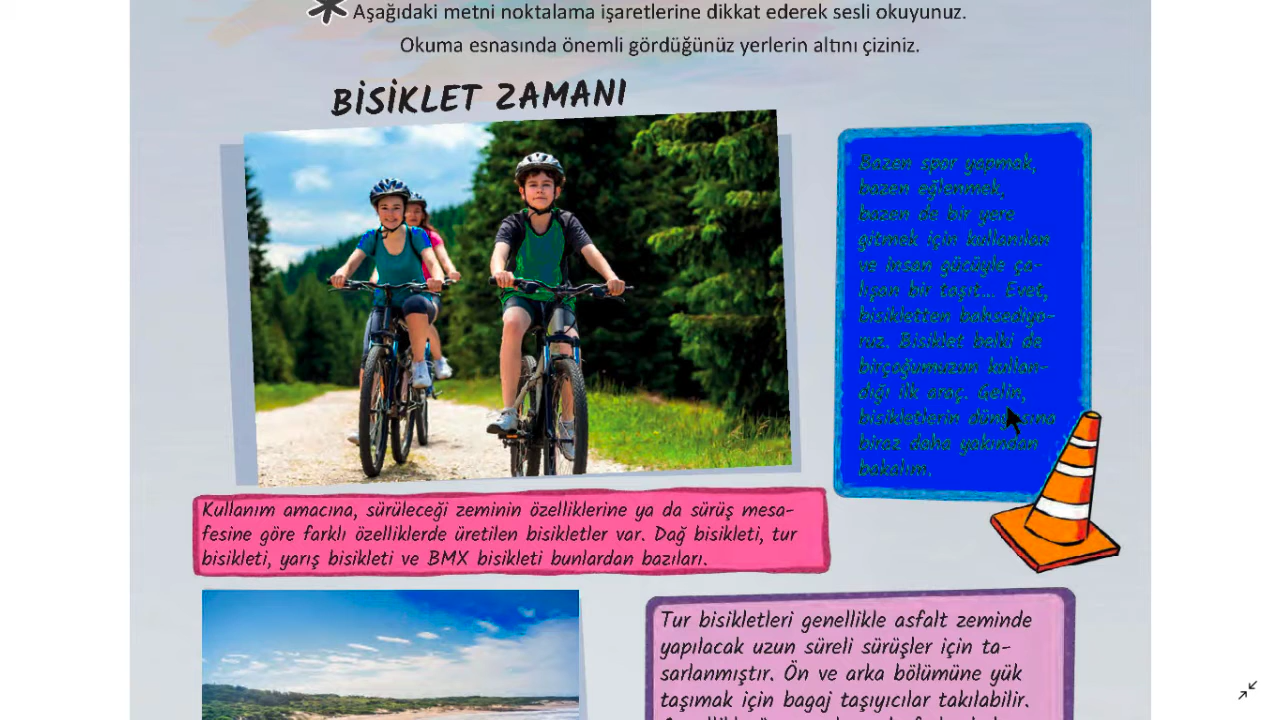 Aşağıdaki metni noktalama işaretlerine dikkat ederek sesli okuyunuz.
Okuma esnasında önemli gördüğünüz yerlerin altını çiziniz.
BİSİKLET ZAMANI
Bazen spor yapmak,
bazen eğlenmek,
bazen de bir yere
gitmek için kullanılan
ve insan gücüyle ça-
lışan bir taşıt... Evet,
bisikletten bahsediyo-
ruz. Bisiklet belki de
birçoğumuzun kullan-
dığı ilk araç. Gelin,
bisikletlerin dünyasına
biraz daha yakından
bakalım.
Kullanım amacına, sürüleceği zeminin özelliklerine ya da sürüş mesa-
fesine göre farklı özelliklerde üretilen bisikletler var. Dağ bisikleti, tur
bisikleti, yarış bisikleti ve BMX bisikleti bunlardan bazıları.
Tur bisikletleri genellikle asfalt zeminde
yapılacak uzun süreli sürüşler için ta-
sarlanmıştır. Ön ve arka bölümüne yük
taşımak için bagaj taşıyıcılar takılabilir.